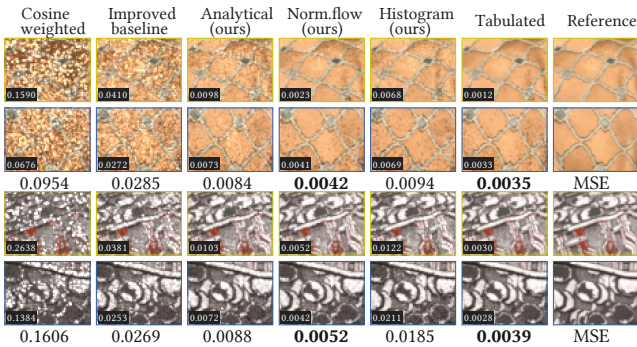 Cosine weighted Improved baseline Analytical (ours) Norm.flow (ours) Histogram (ours) Tabulated Reference
0.1590 0.0410 0.0098 0.0023 0.0068 0.0012
0.0676 0.0272 0.0073 0.0041 0.0069 0.0033
0.0954 0.0285 0.0084 0.0042 0.0094 0.0035 MSE
0.2638 0.0381 0.0103 0.0052 0.0122 0.0030
0.1384 0.0253 0.0072 0.0042 0.0211 0.0028
0.1606 0.0269 0.0088 0.0052 0.0185 0.0039 MSE